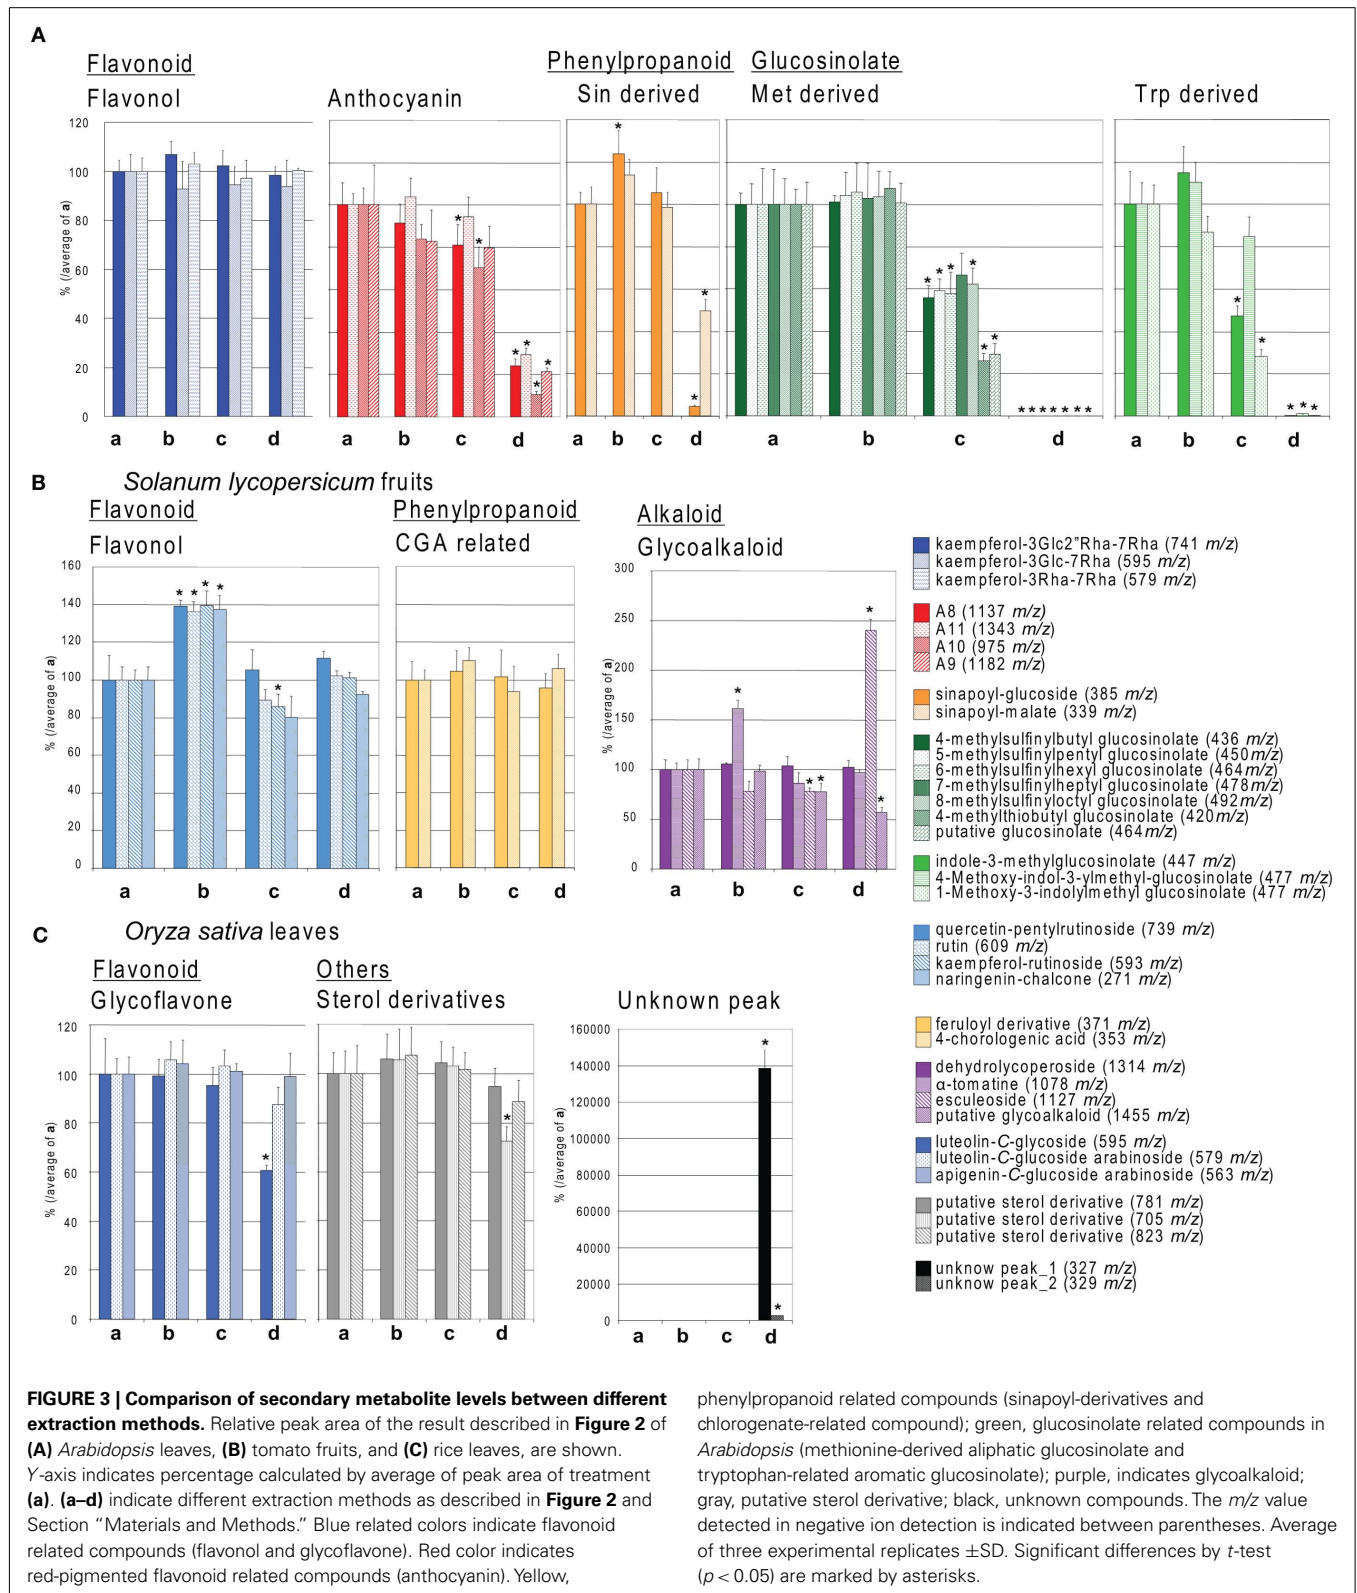 A
Flavonoid
Flavonol
Anthocyanin
Phenylpropanoid
Sin derived
Glucosinolate
Met derived
Trp derived
% (/average of a)
120
100
80
60
40
20
0
* * * * * * * * * * * * * * * * * * * * * * * * * * * * *
a b c d
a b c d
a b c d
a b c d
a b c d
B
Solanum lycopersicum fruits
Flavonoid
Flavonol
Phenylpropanoid
CGA related
Alkaloid
Glycoalkaloid
% (/average of a)
160
140
120
100
80
60
40
20
0
* * * * *
a b c d
a b c d
% (/average of a)
300
250
200
150
100
50
0
* * * * *
a b c d
kaempferol-3Glc2"Rha-7Rha (741 m/z)
kaempferol-3Glc-7Rha (595 m/z)
kaempferol-3Rha-7Rha (579 m/z)
A8 (1137 m/z)
A11 (1343 m/z)
A10 (975 m/z)
A9 (1182 m/z)
sinapoyl-glucoside (385 m/z)
sinapoyl-malate (339 m/z)
4-methylsulfinylbutyl glucosinolate (436 m/z)
5-methylsulfinylpentyl glucosinolate (450m/z)
6-methylsulfinylhexyl glucosinolate (464m/z)
7-methylsulfinylheptyl glucosinolate (478m/z)
8-methylsulfinyloctyl glucosinolate (492m/z)
4-methylthiobutyl glucosinolate (420m/z)
putative glucosinolate (464m/z)
indole-3-methylglucosinolate (447 m/z)
4-Methoxy-indol-3-ylmethyl-glucosinolate (477 m/z)
1-Methoxy-3-indolylmethyl glucosinolate (477 m/z)
quercetin-pentylrutinoside (739 m/z)
rutin (609 m/z)
kaempferol-rutinoside (593 m/z)
naringenin-chalcone (271 m/z)
feruloyl derivative (371 m/z)
4-chorologenic acid (353 m/z)
dehydrolycoperoside (1314 m/z)
α-tomatine (1078 m/z)
esculeoside (1127 m/z)
putative glycoalkaloid (1455 m/z)
luteolin-C-glycoside (595 m/z)
luteolin-C-glucoside arabinoside (579 m/z)
apigenin-C-glucoside arabinoside (563 m/z)
putative sterol derivative (781 m/z)
putative sterol derivative (705 m/z)
putative sterol derivative (823 m/z)
unknow peak_1 (327 m/z)
unknow peak_2 (329 m/z)
C
Oryza sativa leaves
Flavonoid
Glycoflavone
Others
Sterol derivatives
Unknown peak
% (/average of a)
120
100
80
60
40
20
0
* *
a b c d
a b c d
% (/average of a)
160000
140000
120000
100000
80000
60000
40000
20000
0
* *
a b c d
FIGURE 3 | Comparison of secondary metabolite levels between different
extraction methods. Relative peak area of the result described in Figure 2 of
(A) Arabidopsis leaves, (B) tomato fruits, and (C) rice leaves, are shown.
Y-axis indicates percentage calculated by average of peak area of treatment
(a). (a–d) indicate different extraction methods as described in Figure 2 and
Section “Materials and Methods.” Blue related colors indicate flavonoid
related compounds (flavonol and glycoflavone). Red color indicates
red-pigmented flavonoid related compounds (anthocyanin). Yellow,
phenylpropanoid related compounds (sinapoyl-derivatives and
chlorogenate-related compound); green, glucosinolate related compounds in
Arabidopsis (methionine-derived aliphatic glucosinolate and
tryptophan-related aromatic glucosinolate); purple, indicates glycoalkaloid;
gray, putative sterol derivative; black, unknown compounds. The m/z value
detected in negative ion detection is indicated between parentheses. Average
of three experimental replicates ±SD. Significant differences by t-test
(p < 0.05) are marked by asterisks.